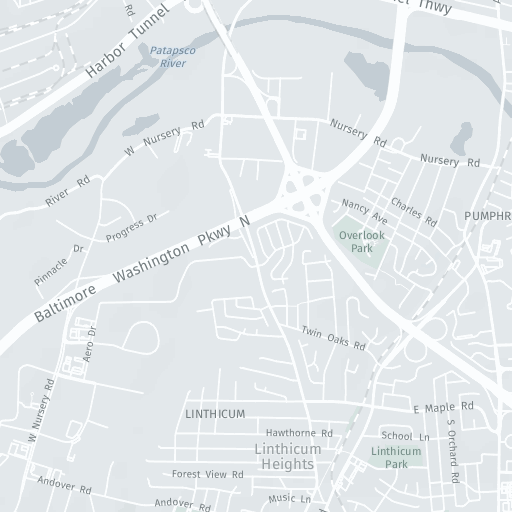 Thwy
Harbor Tunnel
Patapsco
River
W Nursery Rd
Nursery Rd
Nursery Rd
River Rd
Charles Rd
Nancy Ave
PUMPHR
Progress Dr
Overlook
Park
Pinnacle Dr
Baltimore Washington Pkwy N
Twin Oaks Rd
Aero Dr
W Nursery Rd
LINTHICUM
E Maple Rd
S Orchard Rd
Hawthorne Rd
School Ln
Linthicum
Heights
Linthicum
Park
Forest View Rd
Andover Rd
Andover Rd
Music Ln